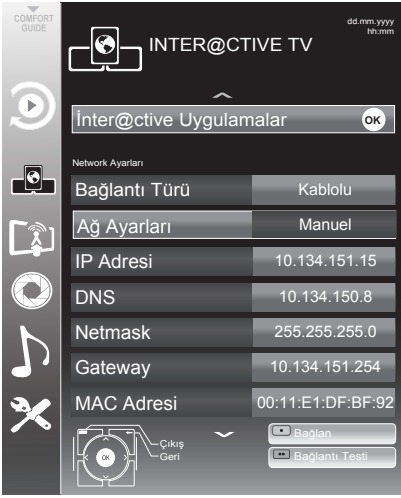 COMFORT
GUIDE
dd.mm.yyyy
hh:mm
INTER@CTIVE TV
İnter@ctive Uygulamalar OK
Network Ayarları
Bağlantı Türü Kablolu
Ağ Ayarları Manuel
IP Adresi 10.134.151.15
DNS 10.134.150.8
Netmask 255.255.255.0
Gateway 10.134.151.254
MAC Adresi 00:11:E1:DF:BF:92
Çıkış
Geri
OK
Bağlan
Bağlantı Testi